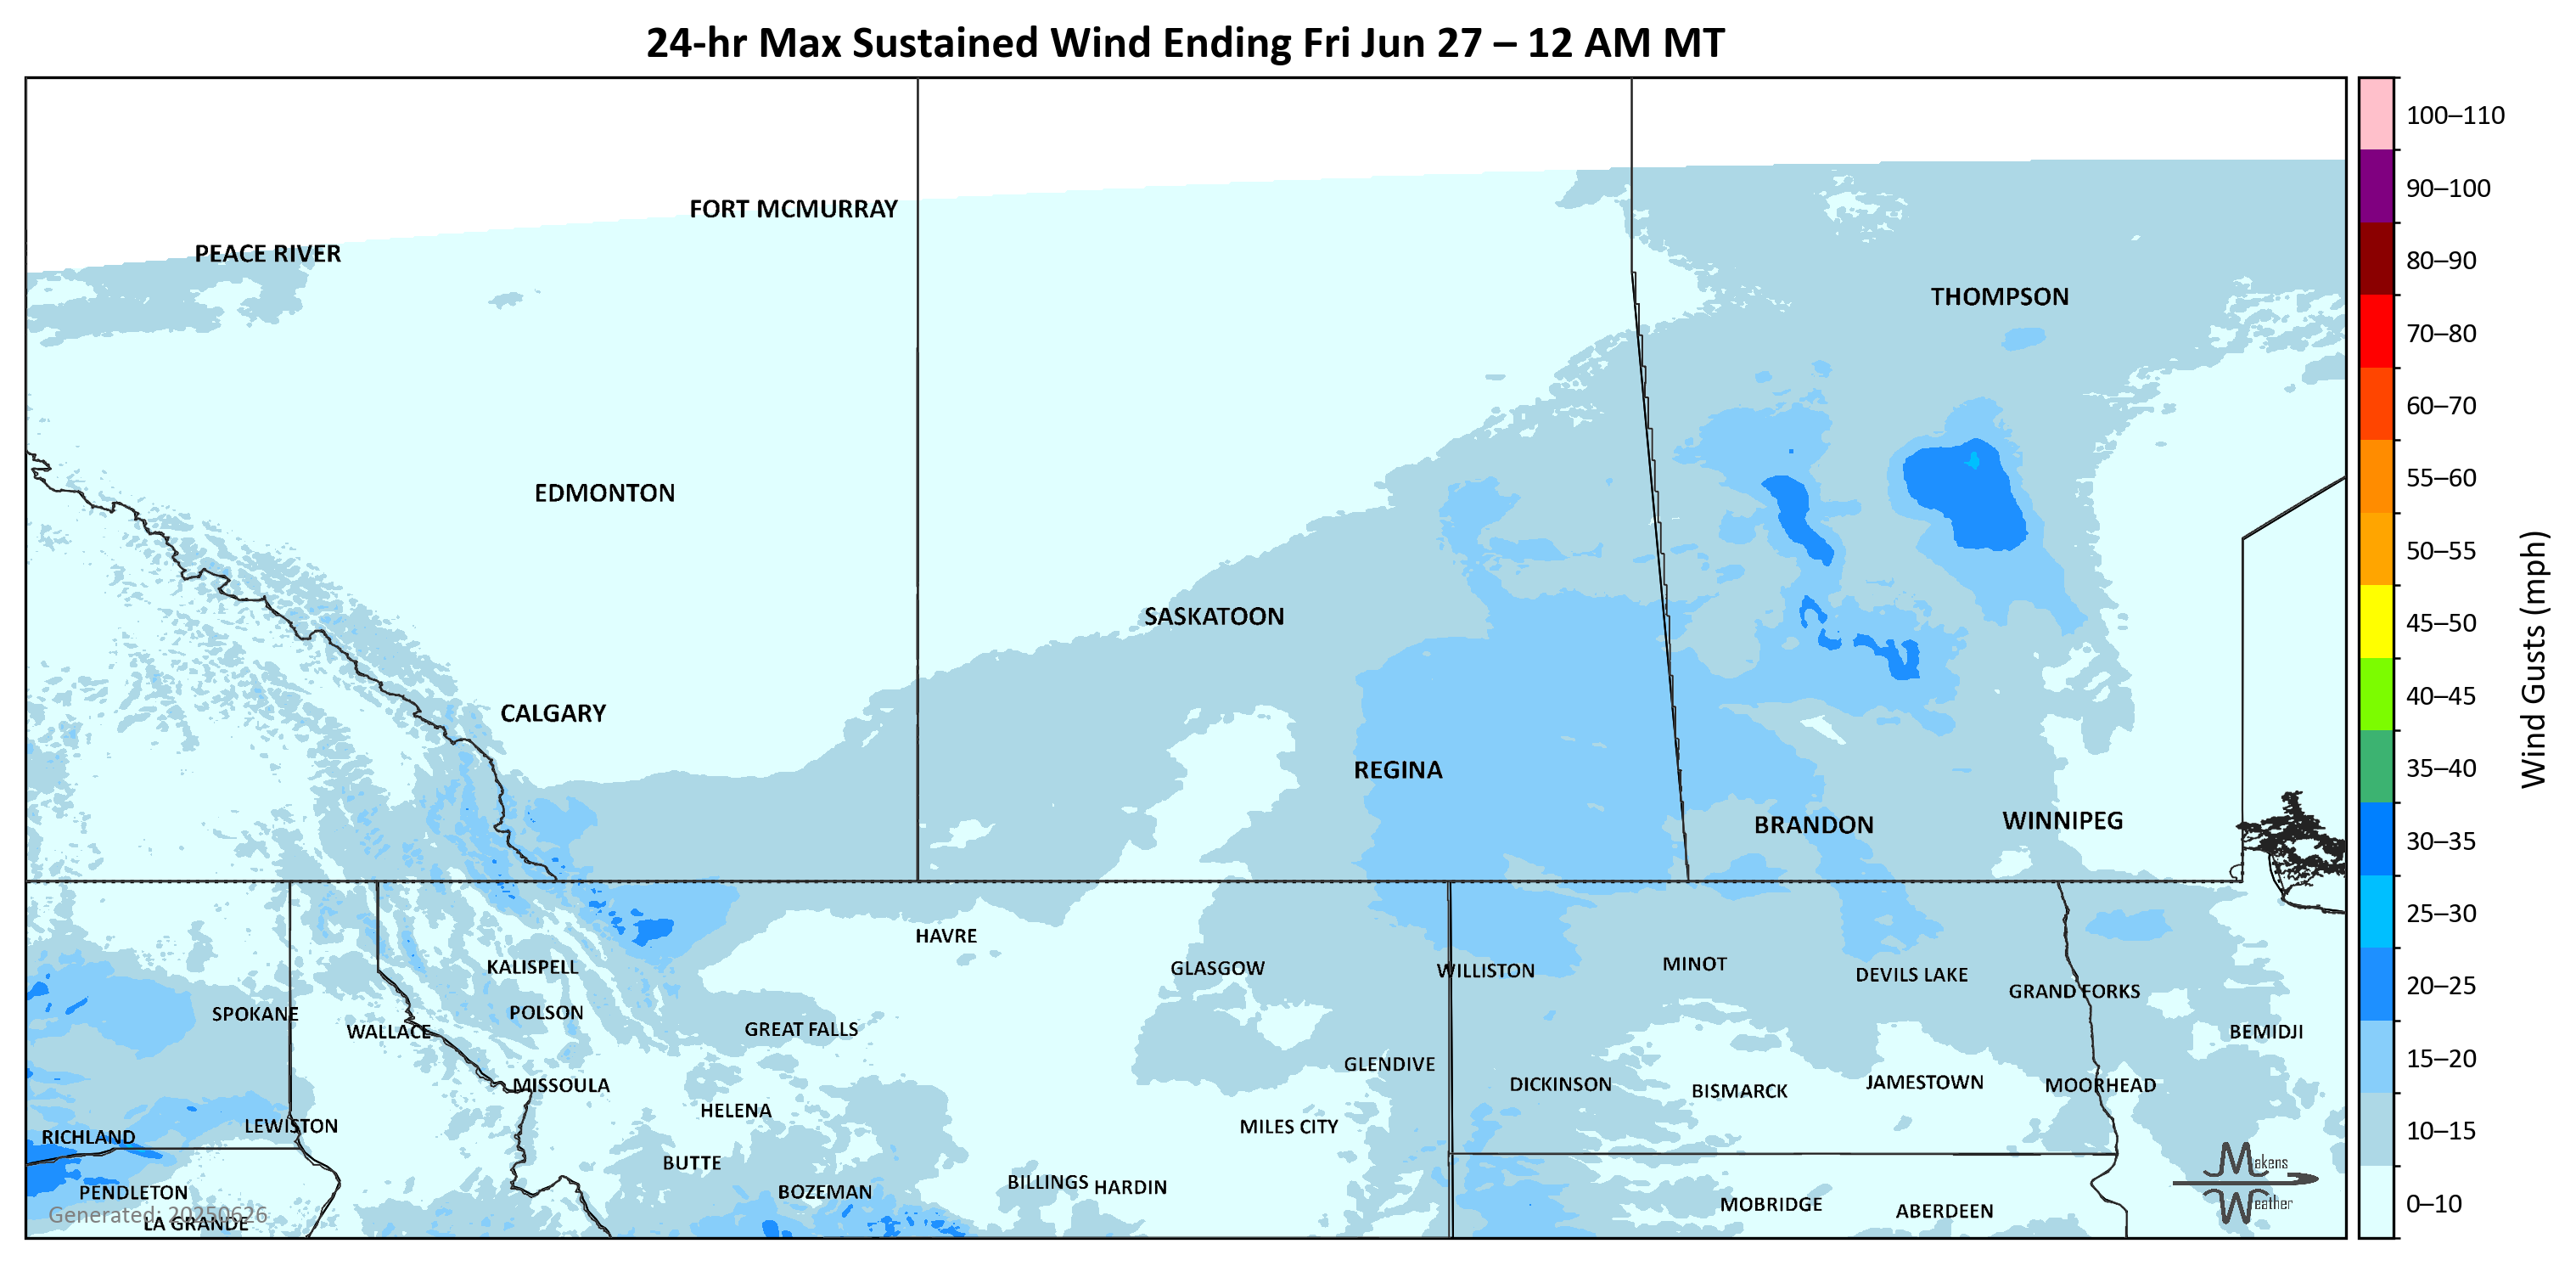 24-hr Max Sustained Wind Ending Fri Jun 27 – 12 AM MT
100–110
90–100
80–90
70–80
60–70
55–60
50–55
45–50
40–45
35–40
30–35
25–30
20–25
15–20
10–15
0–10
Wind Gusts (mph)
FORT MCMURRAY
PEACE RIVER
THOMPSON
EDMONTON
SASKATOON
CALGARY
REGINA
BRANDON
WINNIPEG
HAVRE
KALISPELL
GLASGOW
WILLISTON
MINOT
DEVILS LAKE
GRAND FORKS
SPOKANE
POLSON
WALLACE
GREAT FALLS
BEMIDJI
GLENDIVE
MISSOULA
DICKINSON
BISMARCK
JAMESTOWN
MOORHEAD
HELENA
LEWISTON
MILES CITY
RICHLAND
BUTTE
PENDLETON
BOZEMAN
BILLINGS
HARDIN
MOBRIDGE
ABERDEEN
Generated: 20250626
LA GRANDE
Makens
Weather